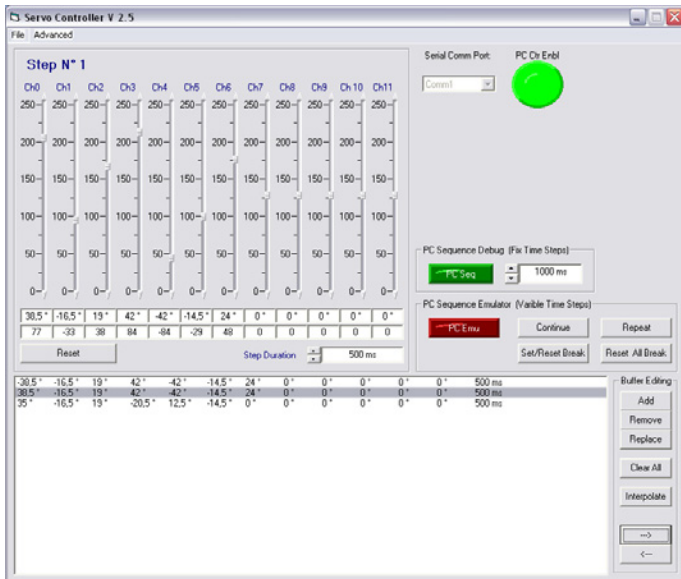 Servo Controller V 2.5
File Advanced
Step N° 1
Ch0 Ch1 Ch2 Ch3 Ch4 Ch5 Ch6 Ch7 Ch8 Ch9 Ch 10 Ch11
250 250 250 250 250 250 250 250 250 250 250 250
200 200 200 200 200 200 200 200 200 200 200 200
150 150 150 150 150 150 150 150 150 150 150 150
100 100 100 100 100 100 100 100 100 100 100 100
50 50 50 50 50 50 50 50 50 50 50 50
0 0 0 0 0 0 0 0 0 0 0 0
38,5 ° -16,5 ° 19 ° 42 ° -42 ° -14,5 ° 24 ° 0 ° 0 ° 0 ° 0 ° 0 °
77 -33 38 84 -84 -29 48 0 0 0 0 0
Reset
Step Duration 500 ms
Serial Comm Port:
Comm1
PC Ctr Enbl
PC Sequence Debug (Fix Time Steps)
PC Seq 1000 ms
PC Sequence Emulator (Varible Time Steps)
PC Emu Continue Repeat
Set/Reset Break Reset All Break
-38,5 ° -16,5 ° 19 ° 42 ° -42 ° -14,5 ° 24 ° 0 ° 0 ° 0 ° 0 ° 0 ° 500 ms
38,5 ° -16,5 ° 19 ° 42 ° -42 ° -14,5 ° 24 ° 0 ° 0 ° 0 ° 0 ° 0 ° 500 ms
35 ° -16,5 ° 19 ° -20,5 ° 12,5 ° -14,5 ° 0 ° 0 ° 0 ° 0 ° 0 ° 0 ° 500 ms
Buffer Editing
Add
Remove
Replace
Clear All
Interpolate
--->
<---